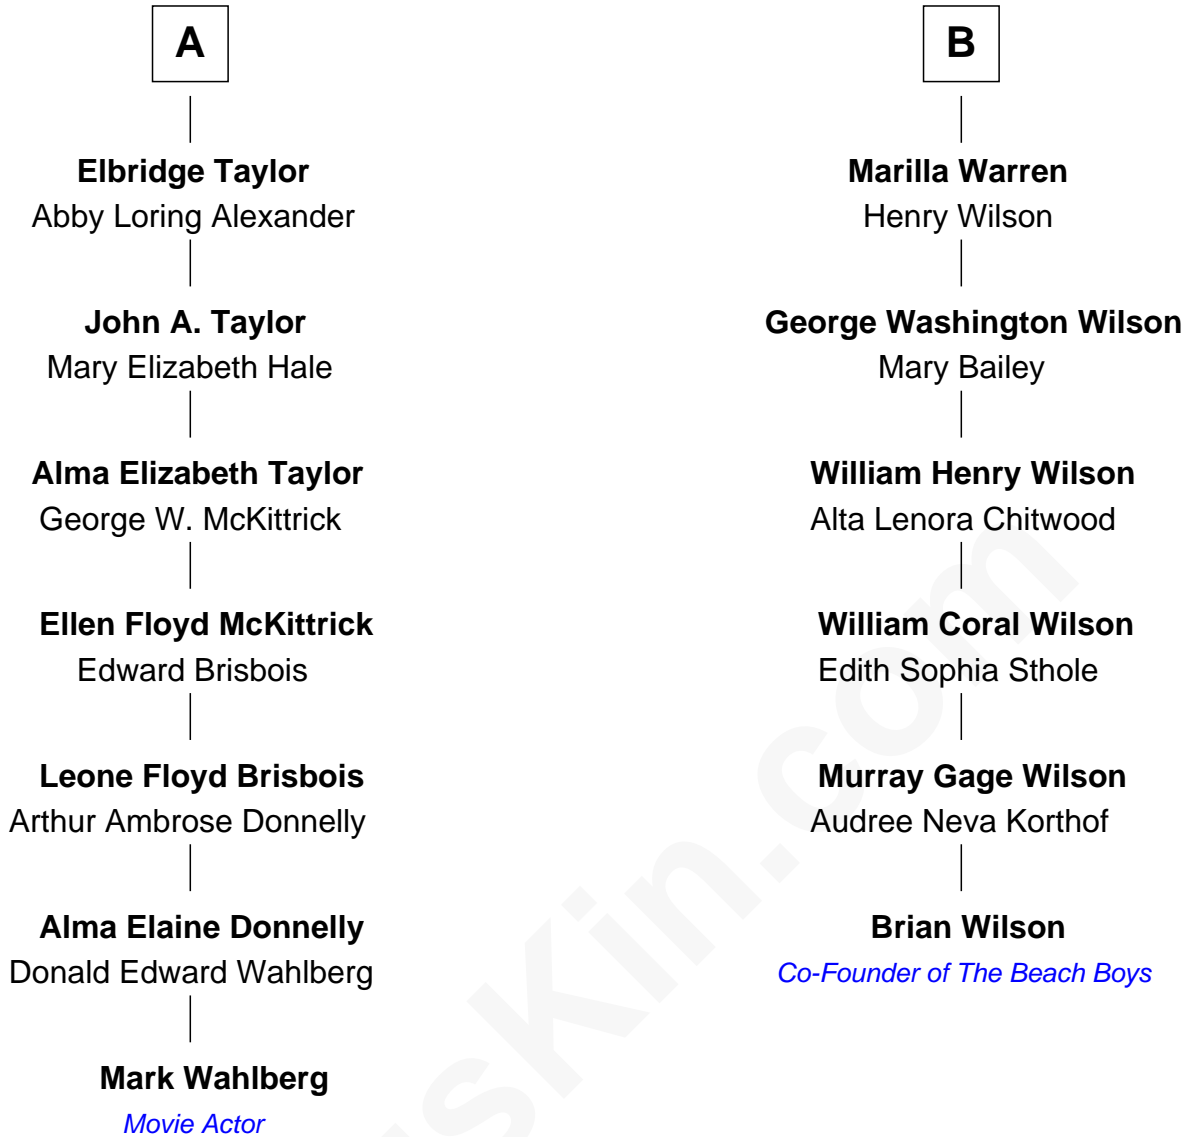 A
Elbridge Taylor
Abby Loring Alexander
John A. Taylor
Mary Elizabeth Hale
Alma Elizabeth Taylor
George W. McKittrick
Ellen Floyd McKittrick
Edward Brisbois
Leone Floyd Brisbois
Arthur Ambrose Donnelly
Alma Elaine Donnelly
Donald Edward Wahlberg
Mark Wahlberg
Movie Actor
B
Marilla Warren
Henry Wilson
George Washington Wilson
Mary Bailey
William Henry Wilson
Alta Lenora Chitwood
William Coral Wilson
Edith Sophia Sthole
Murray Gage Wilson
Audree Neva Korthof
Brian Wilson
Co-Founder of The Beach Boys
sKin.com